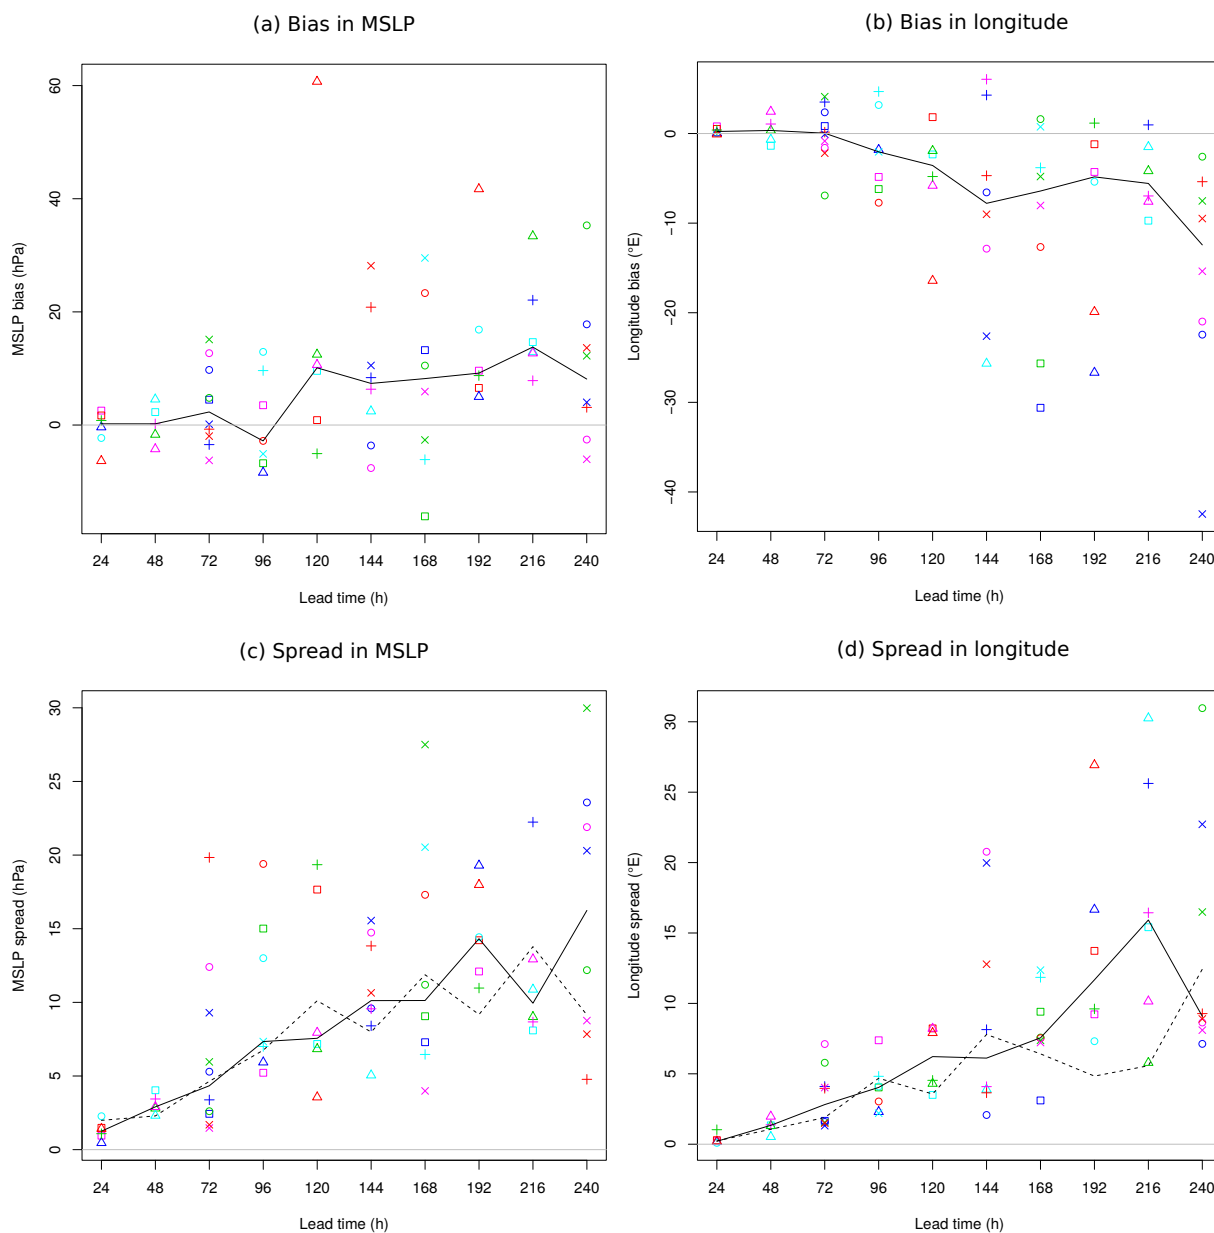 (a) Bias in MSLP
MSLP bias (hPa)
60
40
20
0
24 48 72 96 120 144 168 192 216 240
Lead time (h)
(b) Bias in longitude
Longitude bias (°E)
0
−10
−20
−30
−40
24 48 72 96 120 144 168 192 216 240
Lead time (h)
(c) Spread in MSLP
MSLP spread (hPa)
30
25
20
15
10
5
0
24 48 72 96 120 144 168 192 216 240
Lead time (h)
(d) Spread in longitude
Longitude spread (°E)
30
25
20
15
10
5
0
24 48 72 96 120 144 168 192 216 240
Lead time (h)